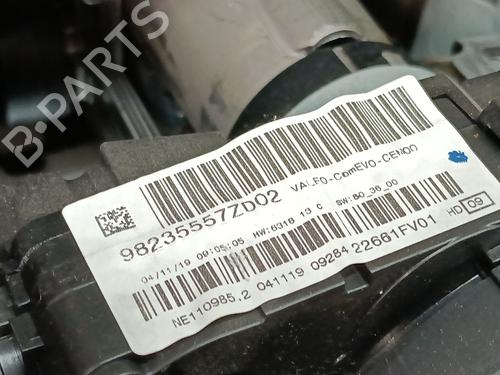 B-PARTS
98235557ZD02
VALEO-ComEVO-CEMOO
04/11/19 00:05:05 HW:6318 13 C SW:80_36_00
NE110985.2 041119 09284 22661FV01
HD 09